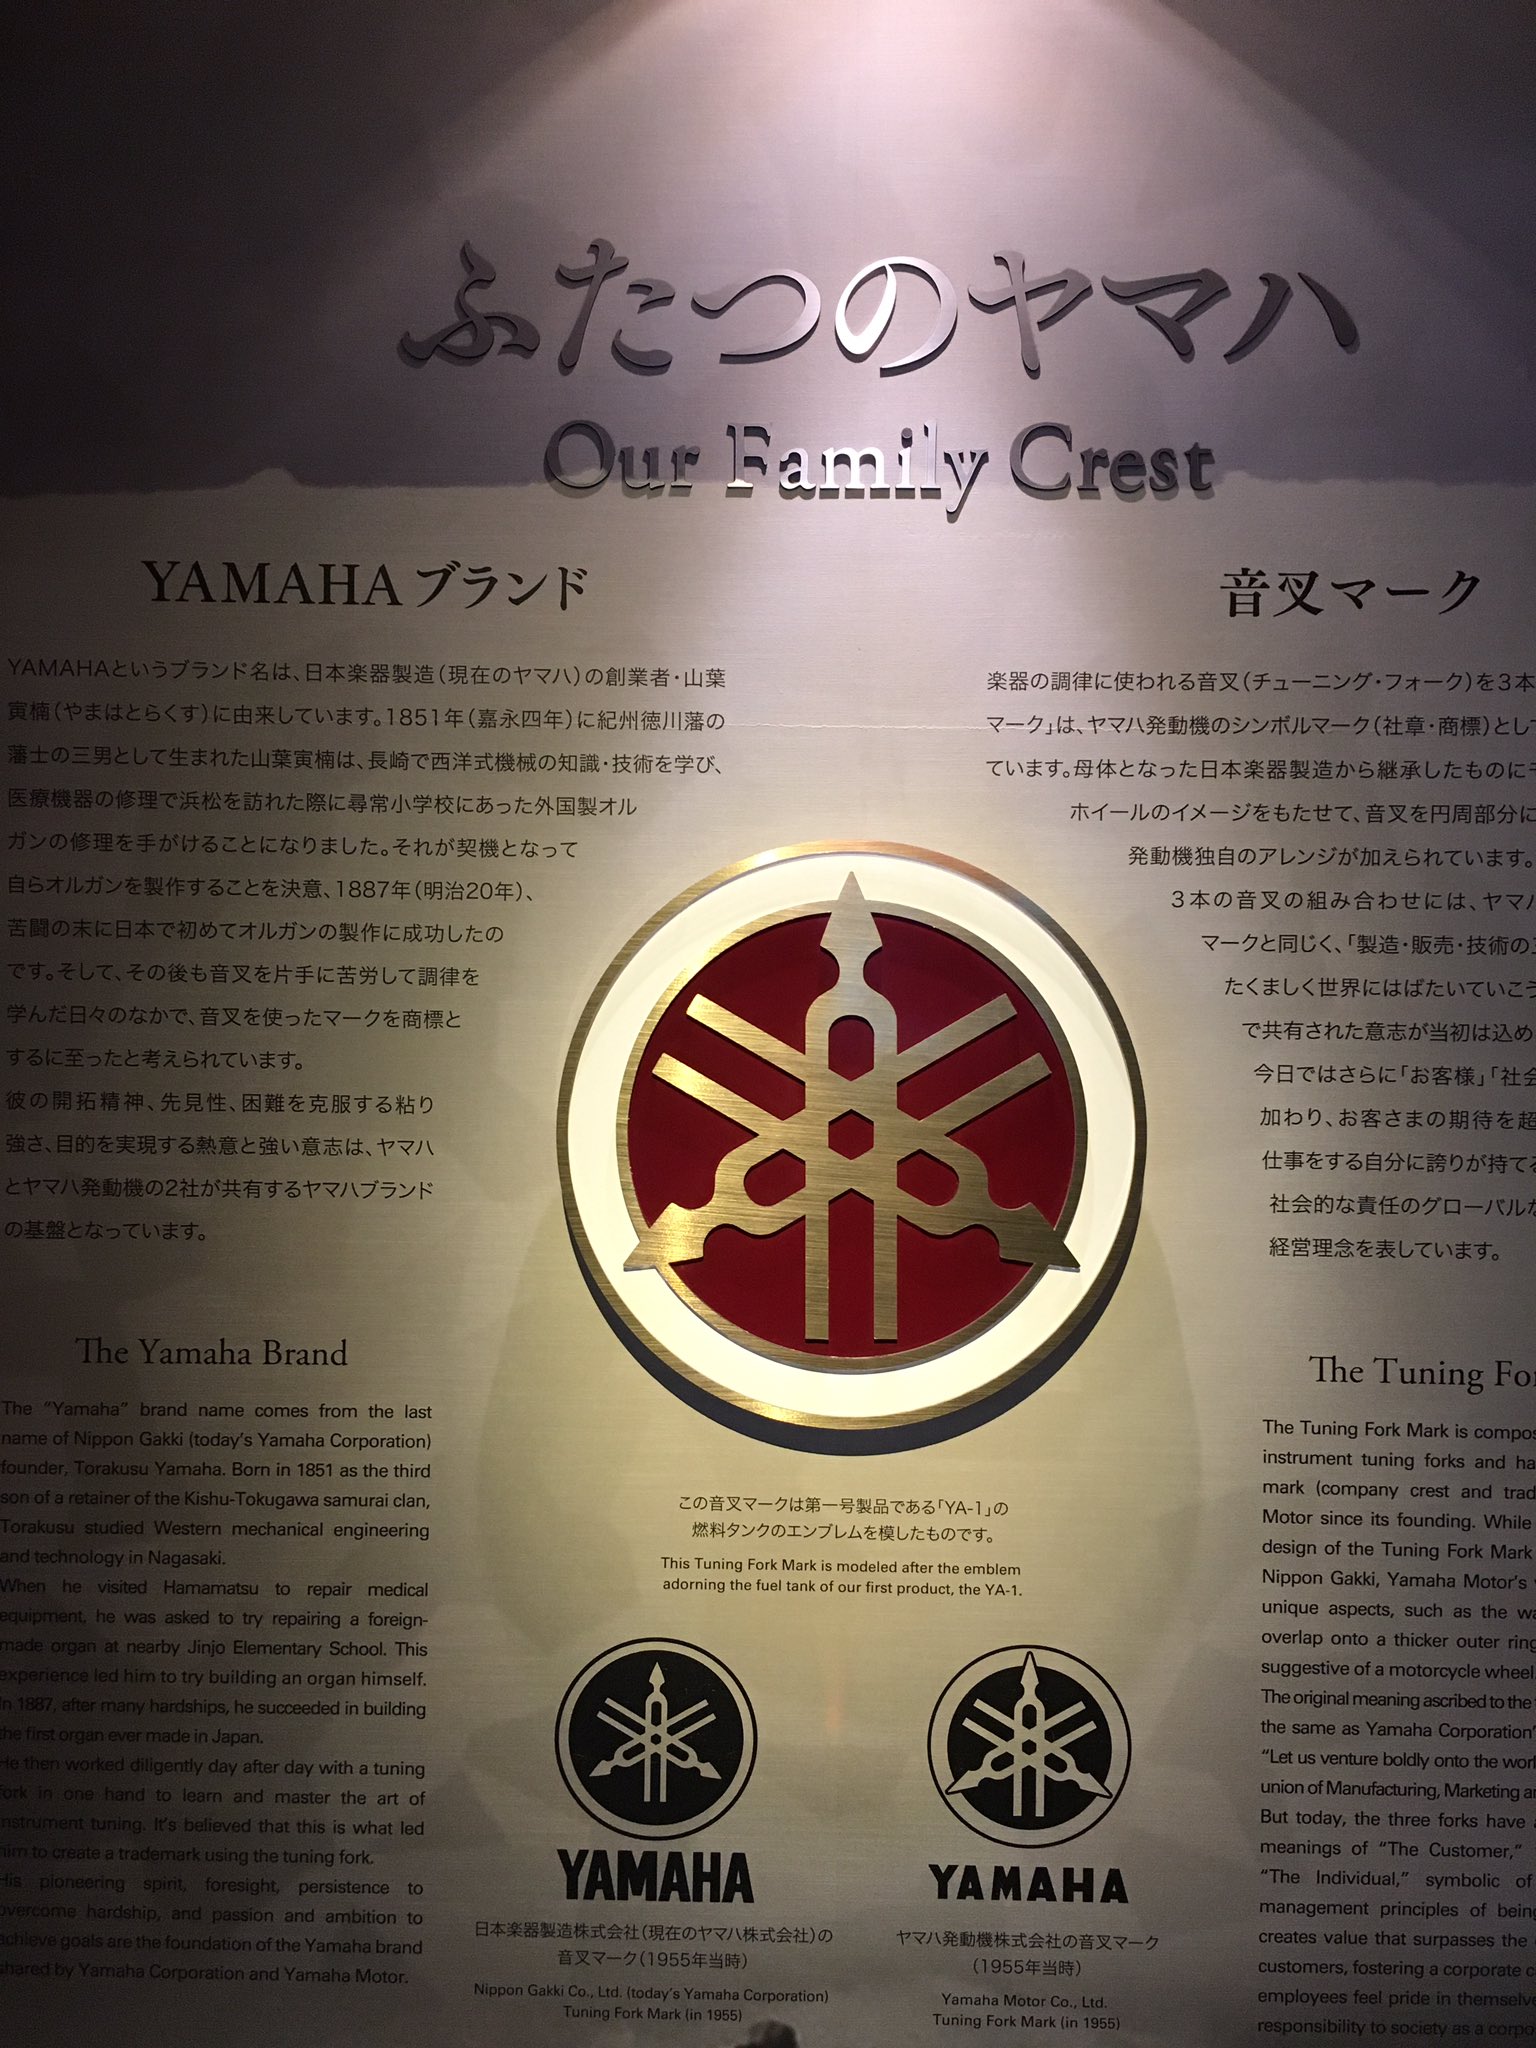 ふたつのヤマハ
Our Family Crest
YAMAHAブランド
YAMAHAというブランド名は、日本楽器製造(現在のヤマハ)の創業者・山葉
寅楠(やまはとらくす)に由来しています。1851年(嘉永四年)に紀州徳川藩の
藩士の三男として生まれた山葉寅楠は、長崎で西洋式機械の知識・技術を学び、
医療機器の修理で浜松を訪れた際に尋常小学校にあった外国製オル
ガンの修理を手がけることになりました。それが契機となって
自らオルガンを製作することを決意、1887年(明治20年)、
苦闘の末に日本で初めてオルガンの製作に成功したの
です。そして、その後も音叉を片手に苦労して調律を
学んだ日々のなかで、音叉を使ったマークを商標と
するに至ったと考えられています。
彼の開拓精神、先見性、困難を克服する粘り
強さ、目的を実現する熱意と強い意志は、ヤマハ
とヤマハ発動機の2社が共有するヤマハブランド
の基盤となっています。
The Yamaha Brand
The "Yamaha" brand name comes from the last
name of Nippon Gakki (today's Yamaha Corporation)
founder, Torakusu Yamaha. Born in 1851 as the third
son of a retainer of the Kishu-Tokugawa samurai clan,
Torakusu studied Western mechanical engineering
and technology in Nagasaki.
When he visited Hamamatsu to repair medical
equipment, he was asked to try repairing a foreign-
made organ at nearby Jinjo Elementary School. This
experience led him to try building an organ himself.
In 1887, after many hardships, he succeeded in building
the first organ ever made in Japan.
He then worked diligently day after day with a tuning
fork in one hand to learn and master the art of
instrument tuning. It's believed that this is what led
him to create a trademark using the tuning fork.
His pioneering spirit, foresight, persistence to
overcome hardship, and passion and ambition to
achieve goals are the foundation of the Yamaha brand
shared by Yamaha Corporation and Yamaha Motor.
音叉マーク
楽器の調律に使われる音叉(チューニング・フォーク)を3本
マーク」は、ヤマハ発動機のシンボルマーク(社章・商標)とし
ています。母体となった日本楽器製造から継承したものに
ホイールのイメージをもたせて、音叉を円周部分に
発動機独自のアレンジが加えられています。
3本の音叉の組み合わせには、ヤマハ
マークと同じく、「製造・販売・技術の
たくましく世界にはばたいていこう
で共有された意志が当初は込め
今日ではさらに「お客様」「社会
加わり、お客さまの期待を超
仕事をする自分に誇りが持てる
社会的な責任のグローバルな
経営理念を表しています。
The Tuning Fo
The Tuning Fork Mark is compos
instrument tuning forks and ha
mark (company crest and trad
Motor since its founding. While
design of the Tuning Fork Mark
Nippon Gakki, Yamaha Motor's
unique aspects, such as the wa
overlap onto a thicker outer ring
suggestive of a motorcycle wheel.
The original meaning ascribed to the
the same as Yamaha Corporation'
"Let us venture boldly onto the worl
union of Manufacturing, Marketing a
But today, the three forks have
meanings of "The Customer,"
"The Individual," symbolic of
management principles of being
creates value that surpasses the
customers, fostering a corporate c
employees feel pride in themselve
responsibility to society as a corpo
この音叉マークは第一号製品である「YA-1」の
燃料タンクのエンブレムを模したものです。
This Tuning Fork Mark is modeled after the emblem
adorning the fuel tank of our first product, the YA-1.
YAMAHA
日本楽器製造株式会社(現在のヤマハ株式会社)の
音叉マーク(1955年当時)
Nippon Gakki Co., Ltd. (today's Yamaha Corporation)
Tuning Fork Mark (in 1955)
YAMAHA
ヤマハ発動機株式会社の音叉マーク
(1955年当時)
Yamaha Motor Co., Ltd.
Tuning Fork Mark (in 1955)